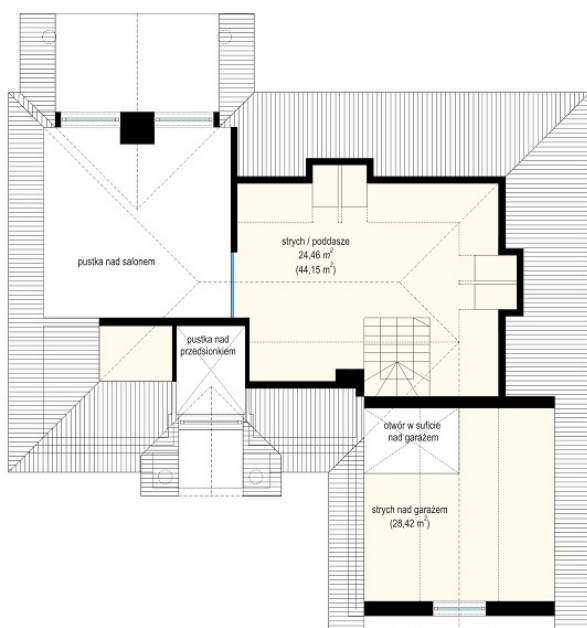 strych / poddasze
24,46 m²
(44,15 m²)
pustka nad salonem
pustka nad
przedsionkiem
otwór w suficie
nad garażem
strych nad garażem
(28,42 m²)